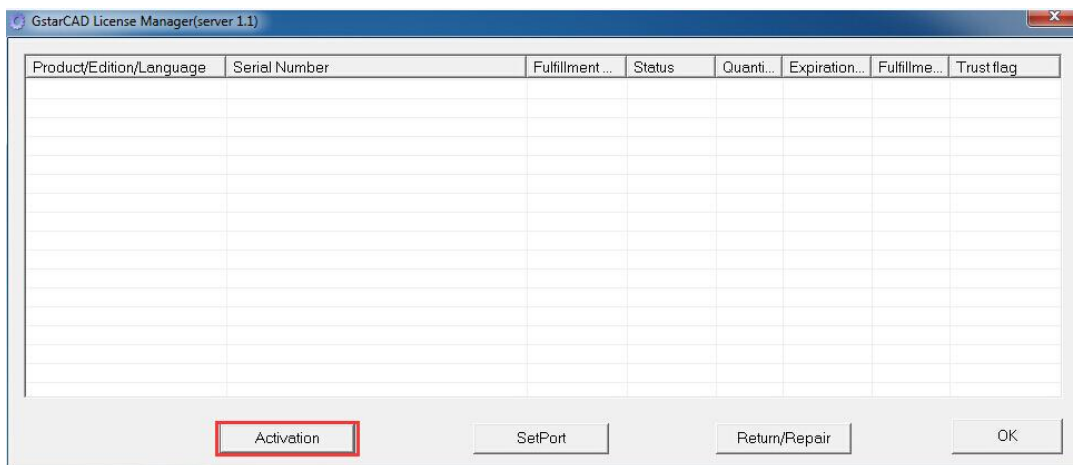 GstarCAD License Manager(server 1.1)
Product/Edition/Language Serial Number Fulfillment ... Status Quanti... Expiration... Fulfillme... Trust flag
Activation SetPort Return/Repair OK